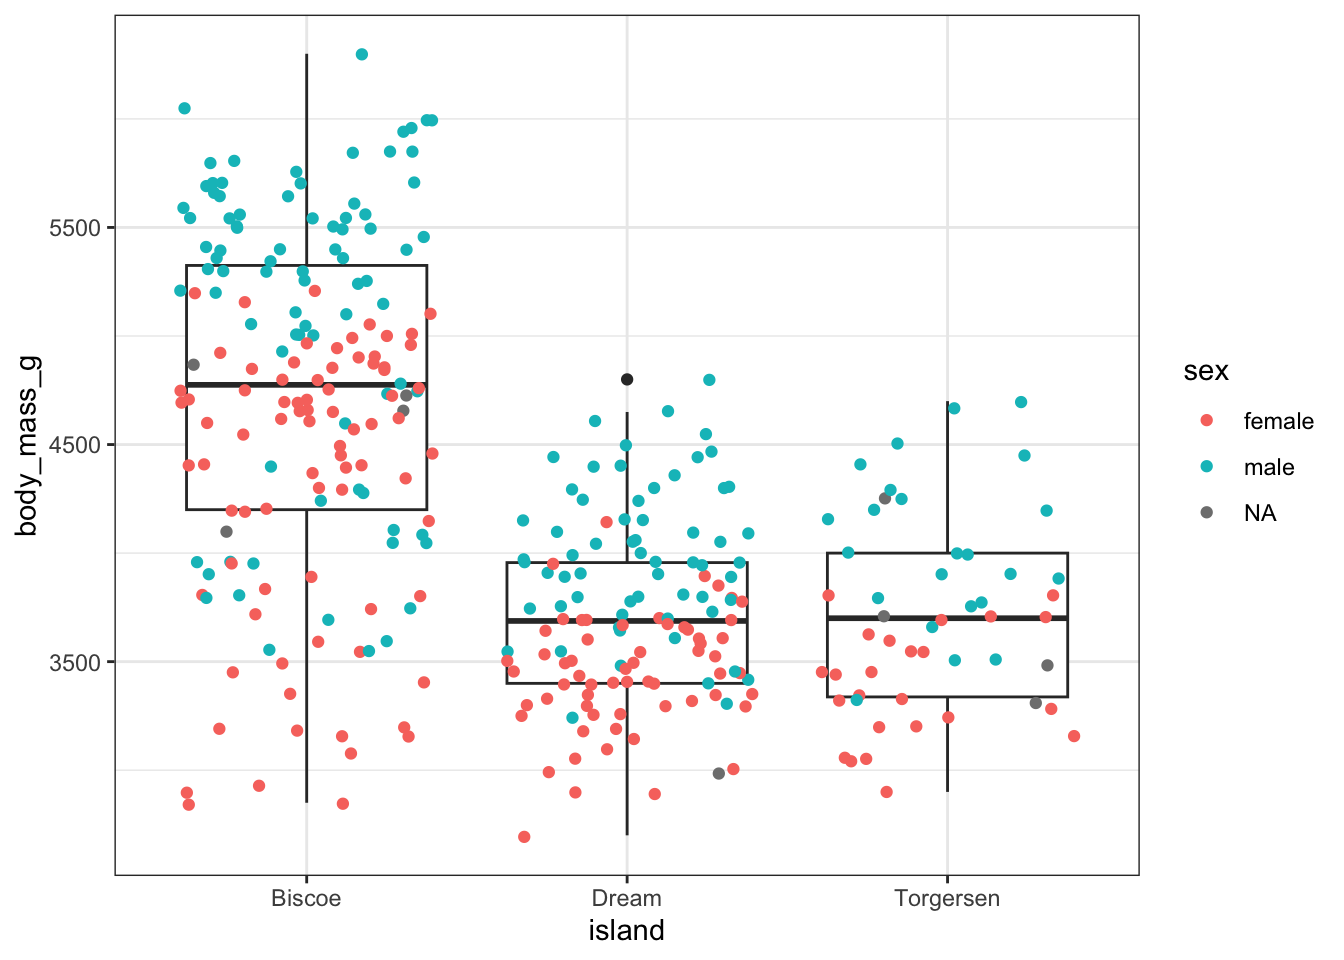 body_mass_g
5500
4500
3500
Biscoe
Dream
Torgersen
island
sex
female
male
NA